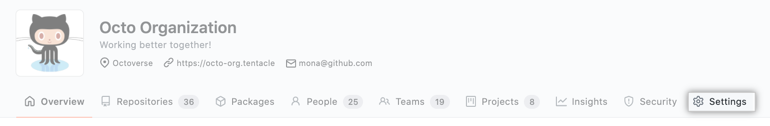 Octo Organization
Working better together!
Octoverse https://octo-org.tentacle mona@github.com
Overview Repositories 36 Packages People 25 Teams 19 Projects 8 Insights Security Settings